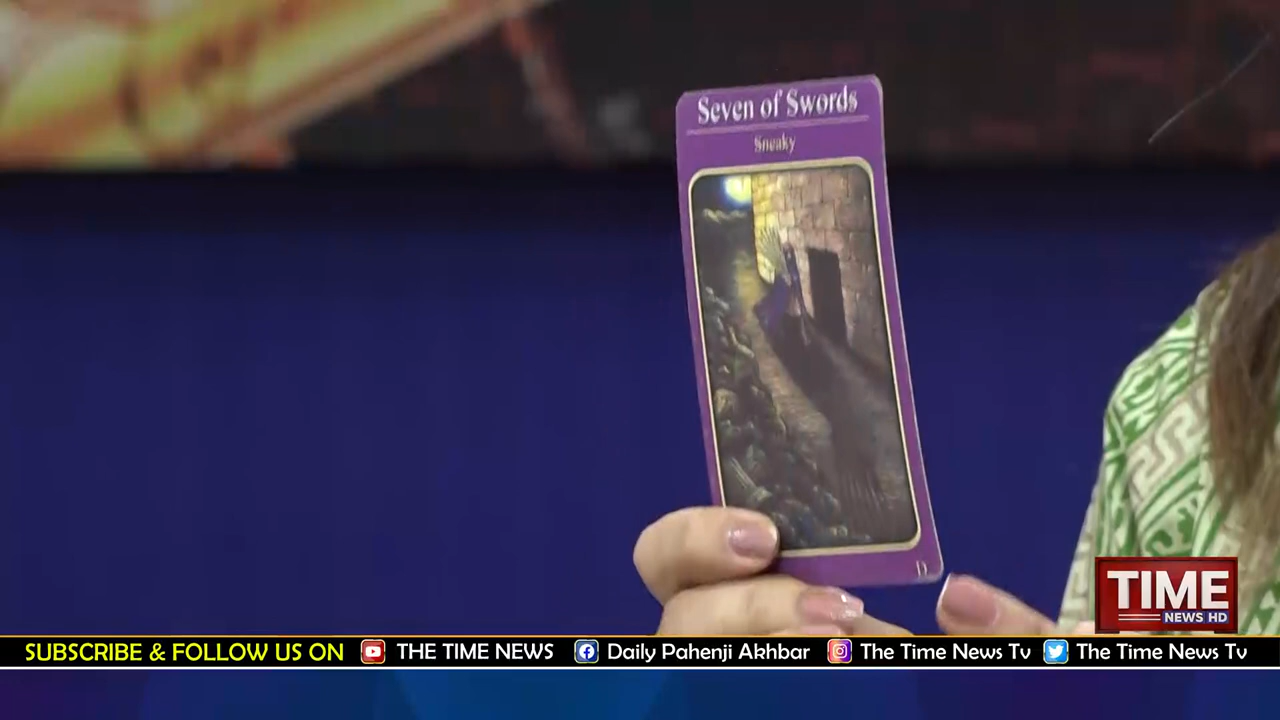 Seven of Swords
Sneaky
TIME
NEWS HD
SUBSCRIBE & FOLLOW US ON THE TIME NEWS Daily Pahenji Akhbar The Time News Tv The Time News Tv